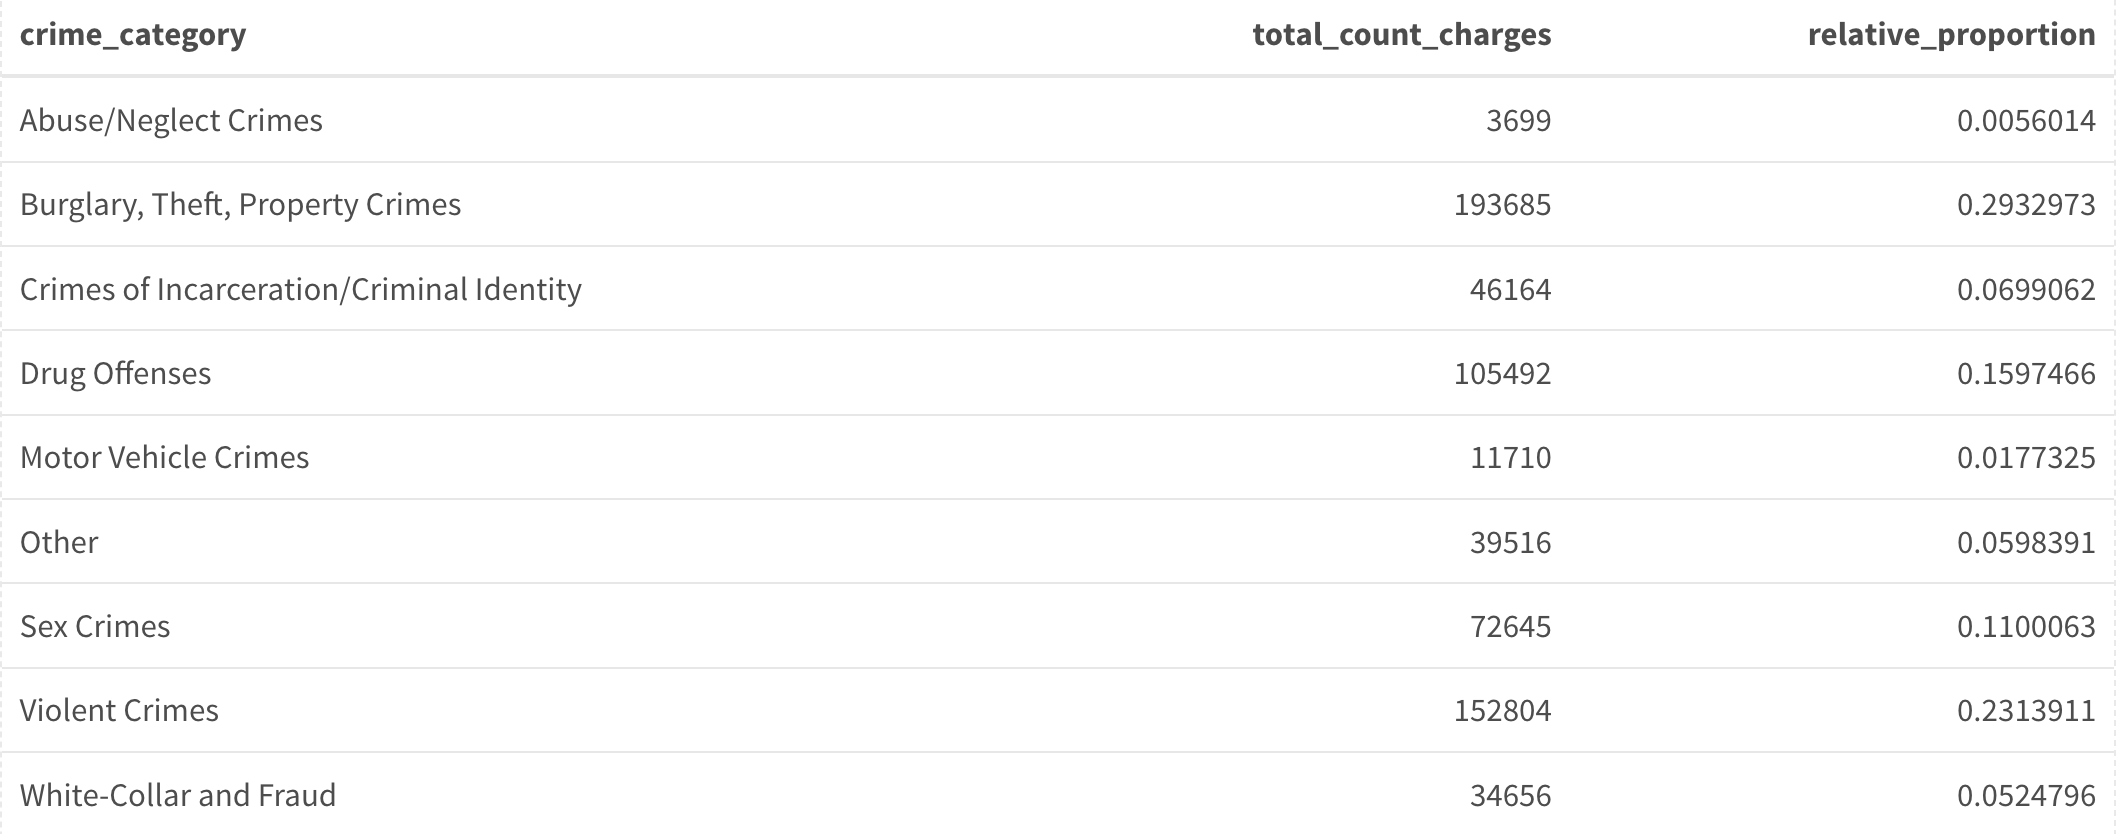 crime_category total_count_charges relative_proportion
Abuse/Neglect Crimes 3699 0.0056014
Burglary, Theft, Property Crimes 193685 0.2932973
Crimes of Incarceration/Criminal Identity 46164 0.0699062
Drug Offenses 105492 0.1597466
Motor Vehicle Crimes 11710 0.0177325
Other 39516 0.0598391
Sex Crimes 72645 0.1100063
Violent Crimes 152804 0.2313911
White-Collar and Fraud 34656 0.0524796